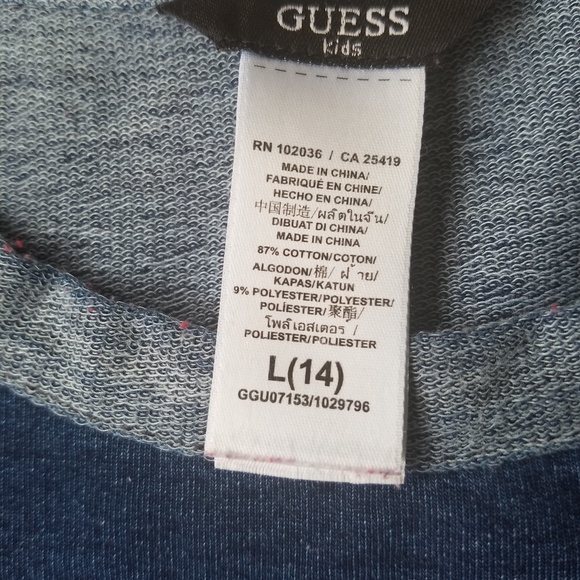 GUESS
kids
RN 102036 / CA 25419
MADE IN CHINA/
FABRIQUÉ EN CHINE/
HECHO EN CHINA/
中国制造/ผลิตในจีน/
DIBUAT DI CHINA/
MADE IN CHINA
87% COTTON/COTON/
ALGODON/棉/ ฝ้าย/
KAPAS/KATUN
9% POLYESTER/POLYESTER/
POLIÉSTER/聚酯/
โพลีเอสเตอร์ /
POLIESTER/POLIESTER
L(14)
GGU07153/1029796